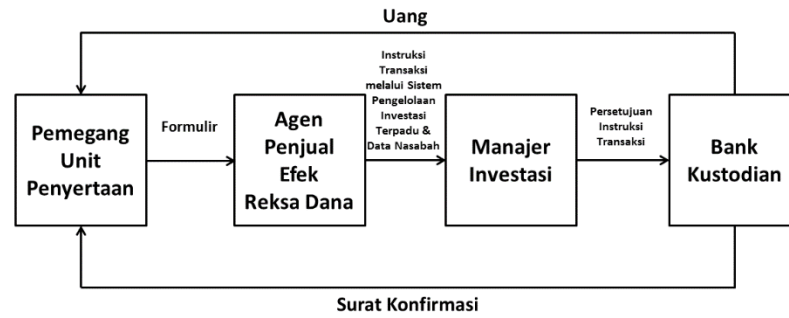 Uang
Pemegang
Unit
Penyertaan
Formulir
Agen
Penjual
Efek
Reksa Dana
Instruksi
Transaksi
melalui Sistem
Pengelolaan
Investasi
Terpadu &
Data Nasabah
Manajer
Investasi
Persetujuan
Instruksi
Transaksi
Bank
Kustodian
Surat Konfirmasi